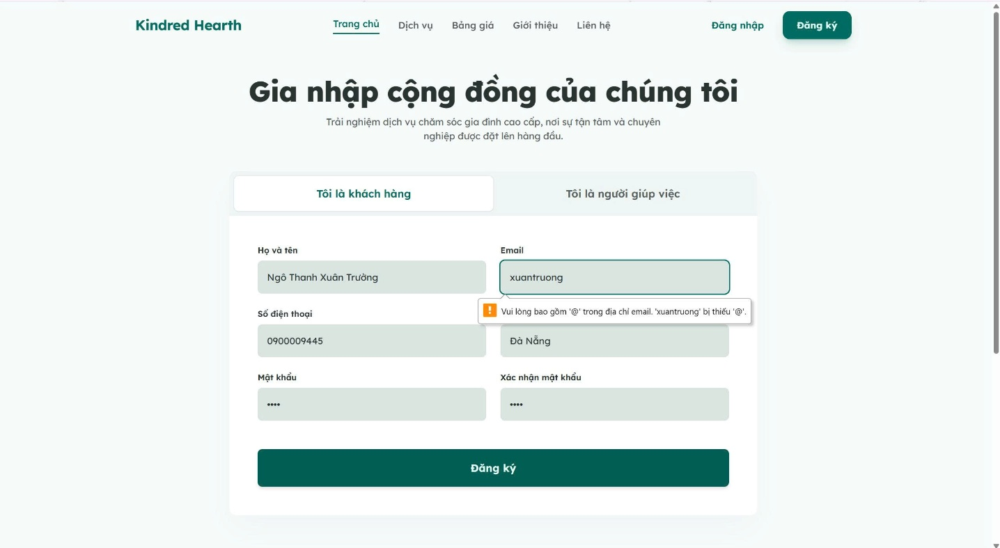 Kindred Hearth
Trang chủ
Dịch vụ
Bảng giá
Giới thiệu
Liên hệ
Đăng nhập
Đăng ký
Gia nhập cộng đồng của chúng tôi
Trải nghiệm dịch vụ chăm sóc gia đình cao cấp, nơi sự tận tâm và chuyên
nghiệp được đặt lên hàng đầu.
Tôi là khách hàng
Tôi là người giúp việc
Họ và tên
Email
Ngô Thanh Xuân Trường
xuantruong
Vui lòng bao gồm '@' trong địa chỉ email. 'xuantruong' bị thiếu '@'.
Số điện thoại
0900009445
Đà Nẵng
Mật khẩu
Xác nhận mật khẩu
••••
••••
Đăng ký